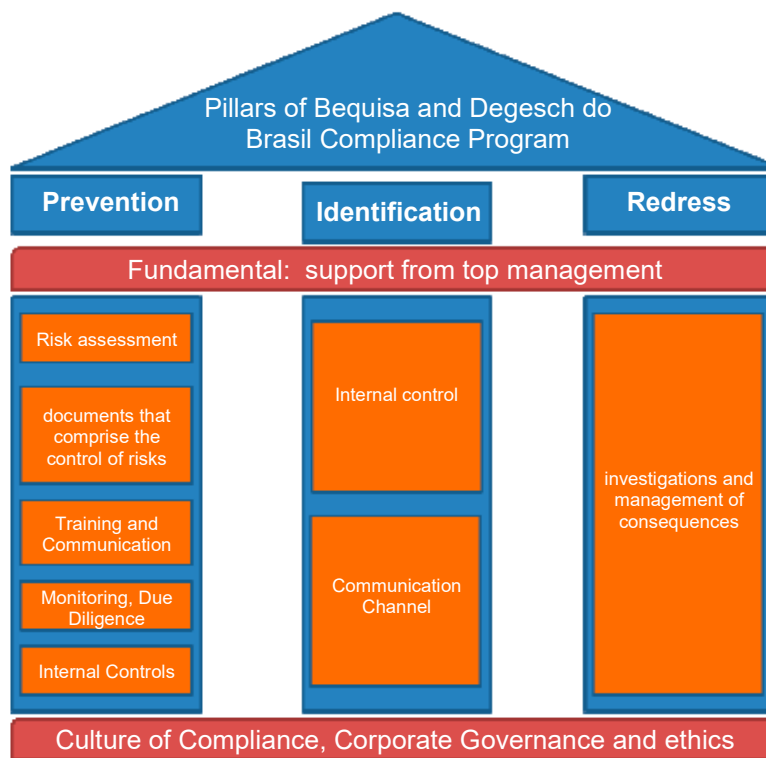 Pillars of Bequisa and Degesch do
Brasil Compliance Program
Prevention
Identification
Redress
Fundamental: support from top management
Risk assessment
documents that
comprise the
control of risks
Training and
Communication
Monitoring, Due
Diligence
Internal Controls
Internal control
Communication
Channel
investigations and
management of
consequences
Culture of Compliance, Corporate Governance and ethics